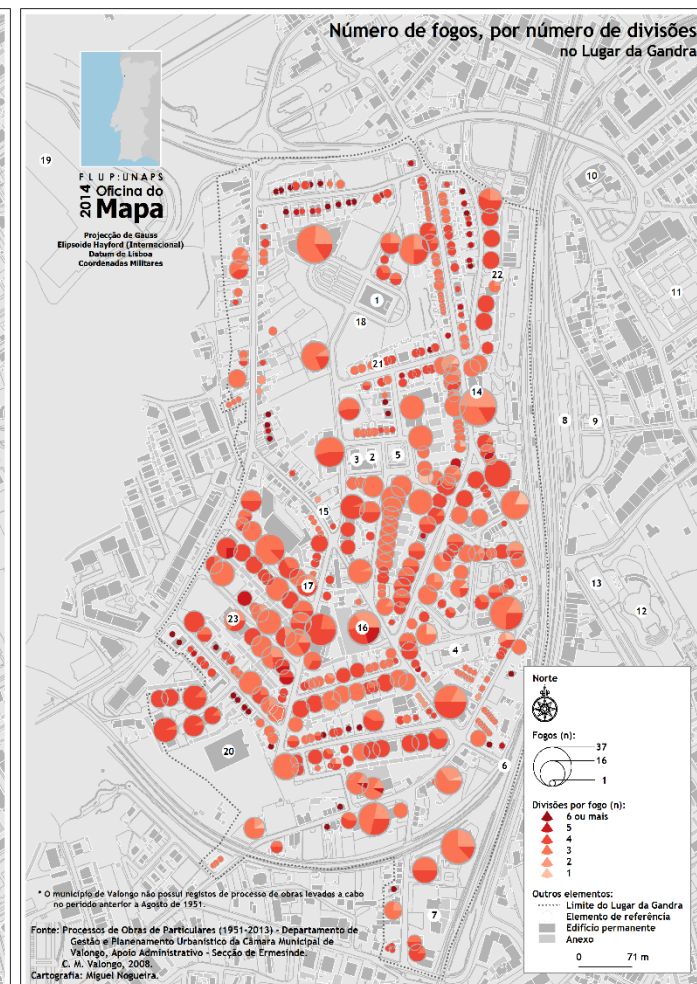 Número de fogos, por número de divisões
no Lugar da Gandra
FLUP:UNAPS
2014 Oficina do
Mapa
Projecção de Gauss
Elipsoide Hayford (Internacional)
Datum de Lisboa
Coordenadas Militares
19
10
11
22
1
18
21
14
8
9
3
2
5
15
17
13
12
16
23
4
20
6
7
Norte
Fogos (n):
37
16
1
Divisões por fogo (n):
6 ou mais
5
4
3
2
1
Outros elementos:
Limite do Lugar da Gandra
Elemento de referência
Edifício permanente
Anexo
0 71 m
* O município de Valongo não possui registos de processo de obras levados a cabo
no período anterior a Agosto de 1951.
Fonte: Processos de Obras de Particulares (1951-2013) - Departamento de
Gestão e Planenamento Urbanístico da Câmara Municipal de
Valongo, Apoio Administrativo - Secção de Ermesinde.
C. M. Valongo, 2008.
Cartografia: Miguel Nogueira.